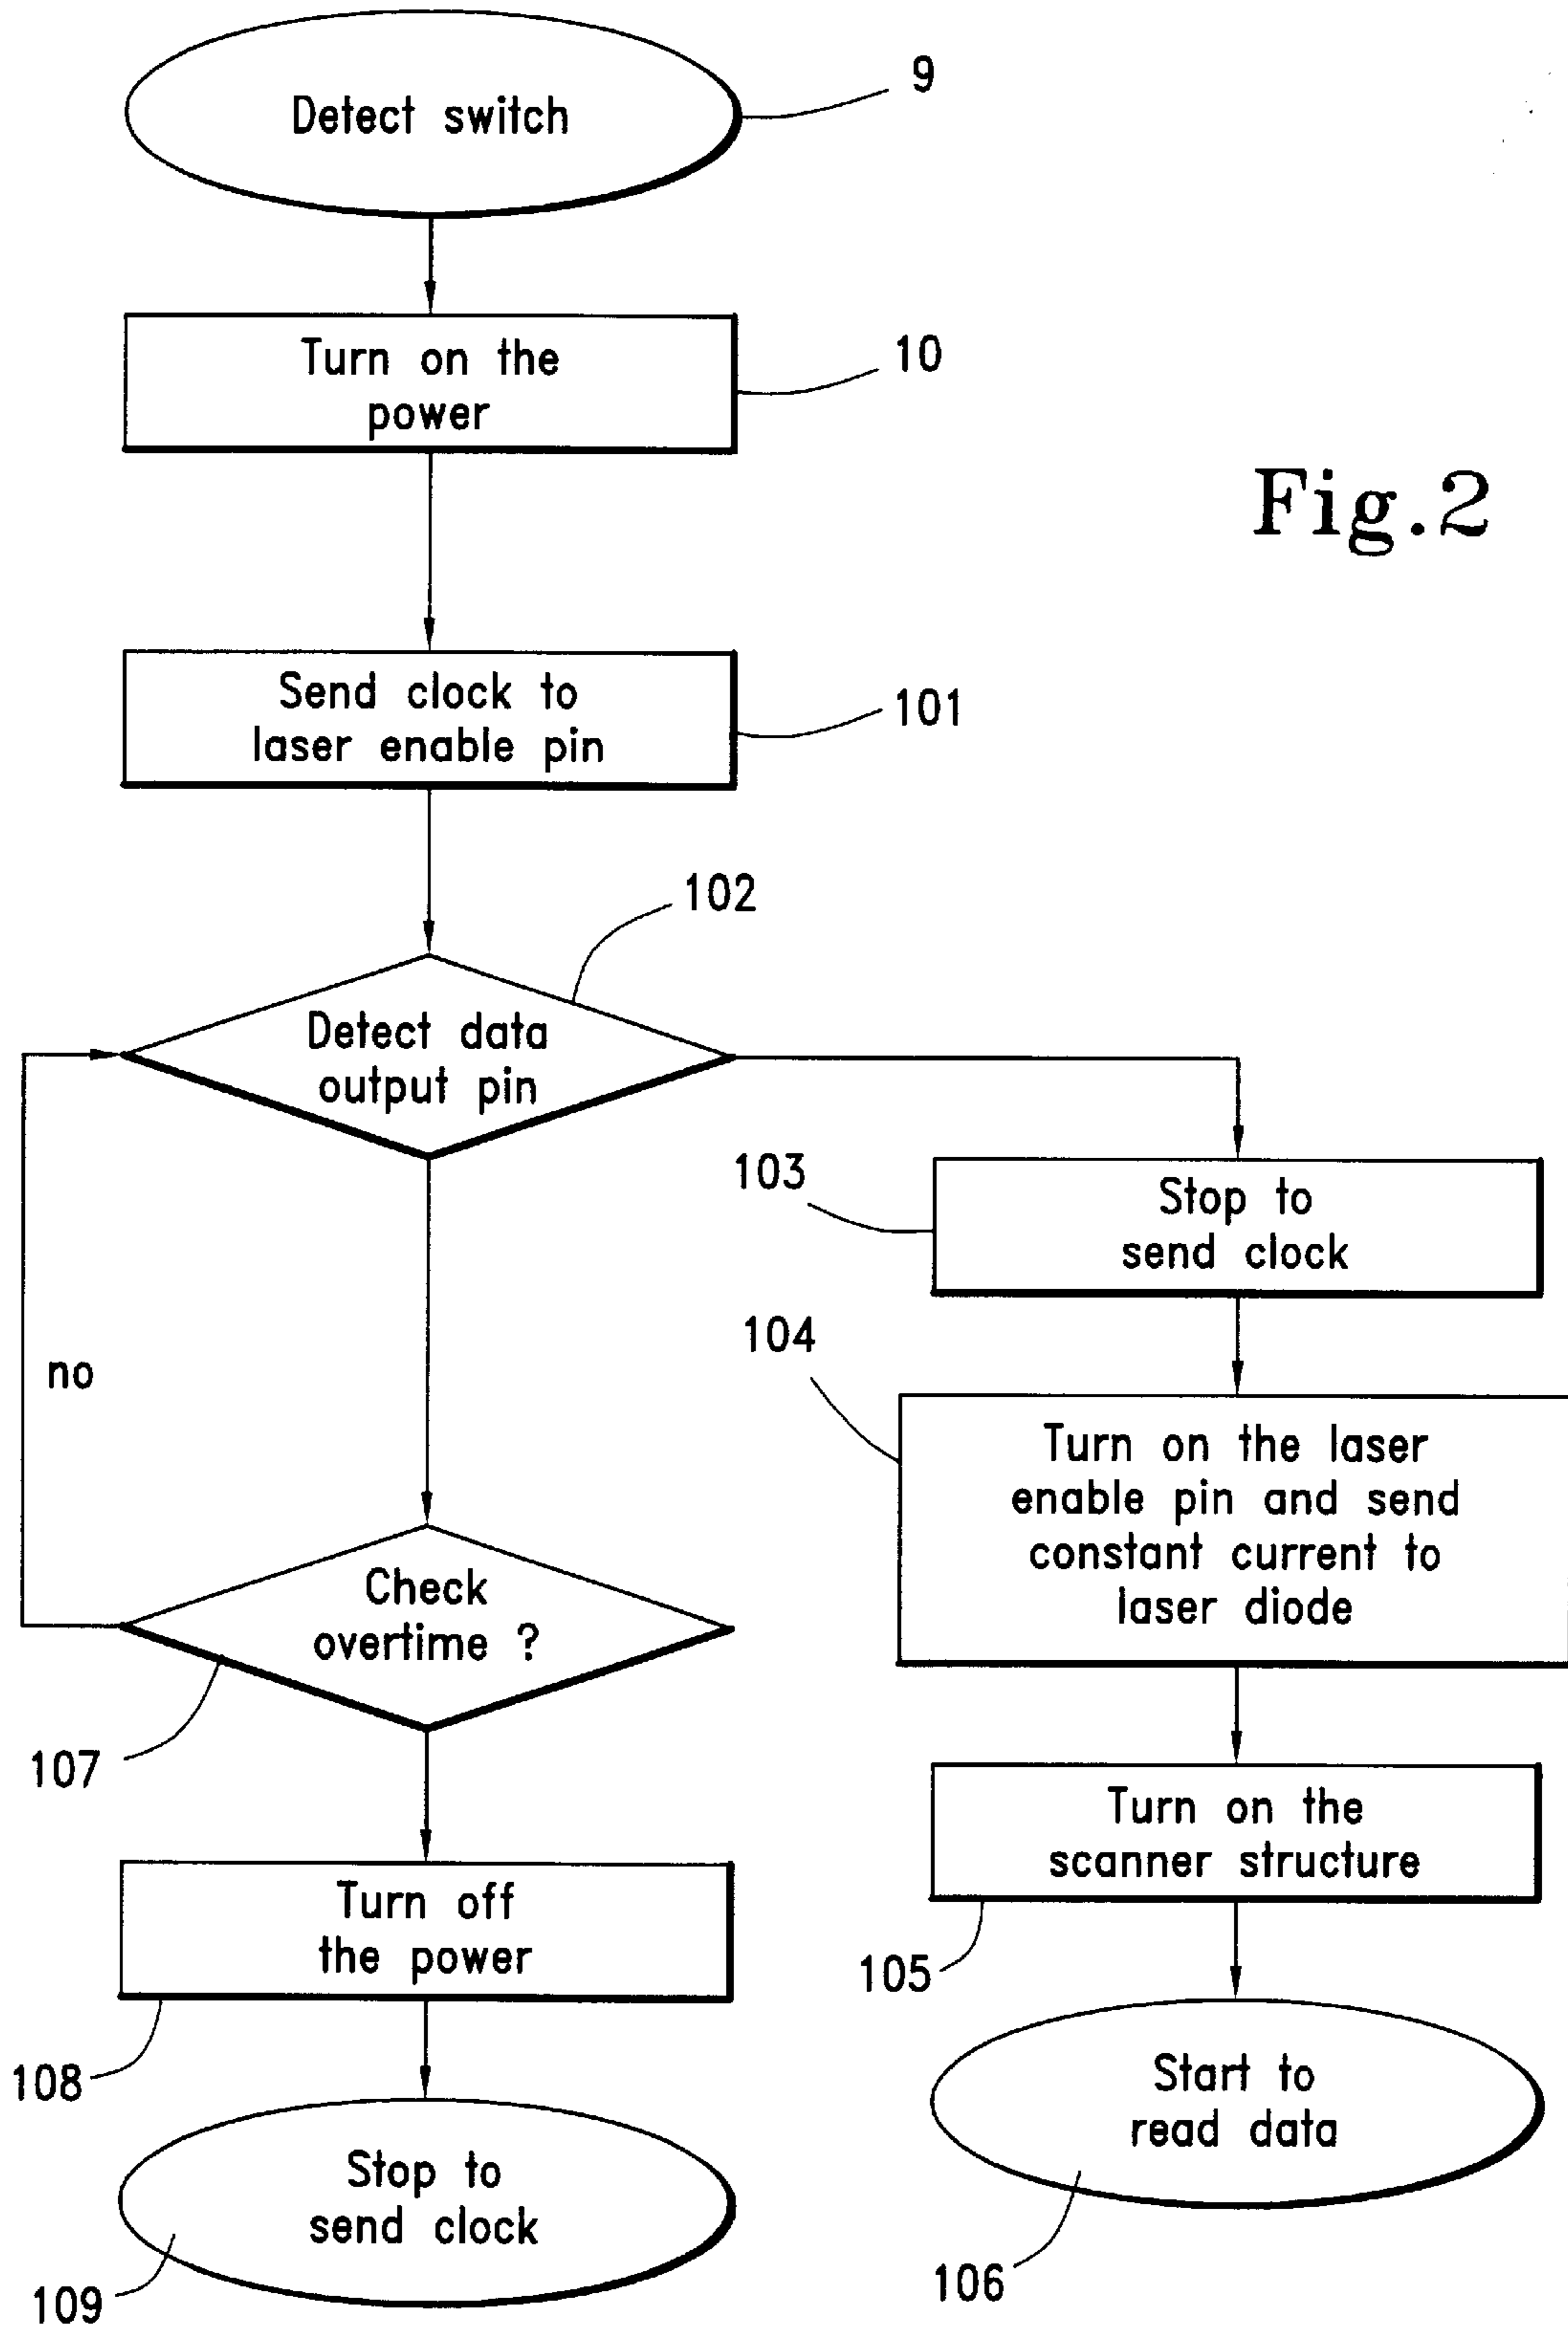 Detect switch
9
Turn on the
power
10
Fig.2
Send clock to
laser enable pin
101
102
Detect data
output pin
103
Stop to
send clock
104
no
Turn on the laser
enable pin and send
constant current to
laser diode
Check
overtime ?
107
Turn on the
scanner structure
105
Turn off
the power
108
Start to
read data
106
Stop to
send clock
109